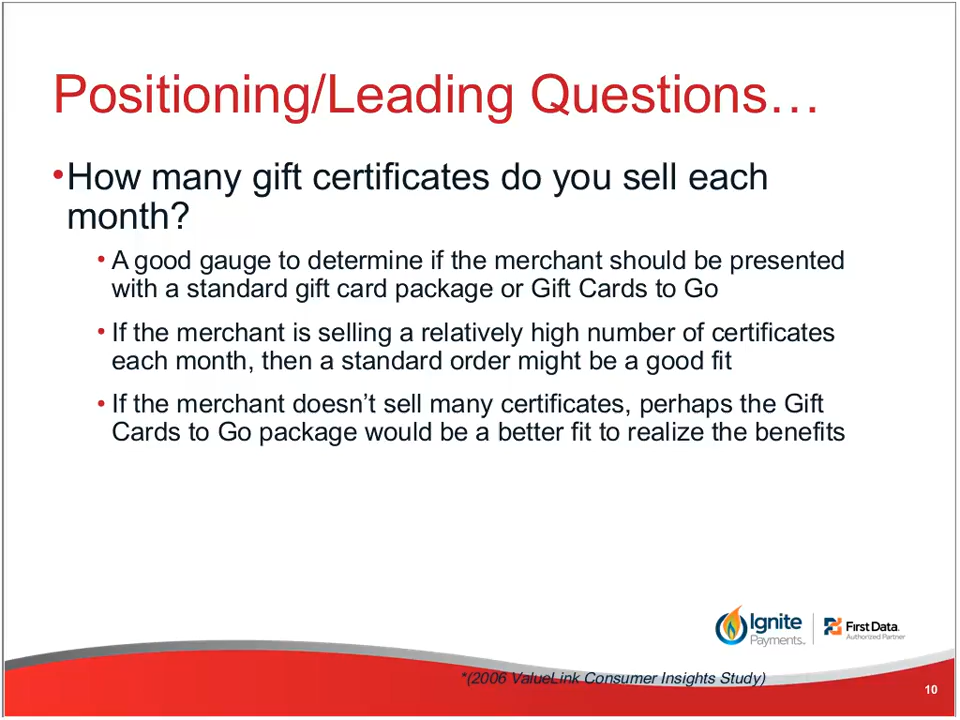 Positioning/Leading Questions…
•How many gift certificates do you sell each
month?
• A good gauge to determine if the merchant should be presented
with a standard gift card package or Gift Cards to Go
• If the merchant is selling a relatively high number of certificates
each month, then a standard order might be a good fit
• If the merchant doesn’t sell many certificates, perhaps the Gift
Cards to Go package would be a better fit to realize the benefits
Ignite
Payments
First Data.
Authorized Partner
*(2006 ValueLink Consumer Insights Study)
10